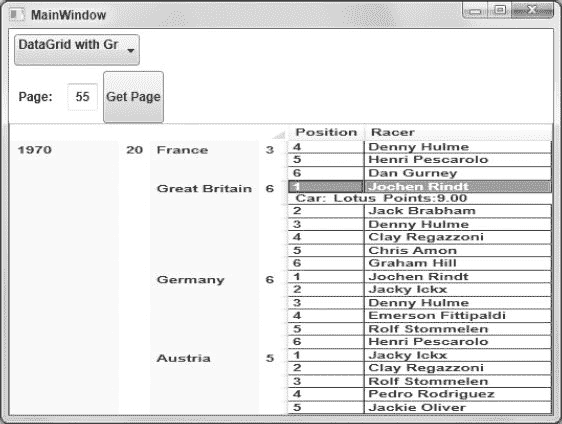 MainWindow
DataGrid with Gr
Page: 55 Get Page
Position Racer
1970 20 France 3 4 Denny Hulme
5 Henri Pescarolo
6 Dan Gurney
Great Britain 6 1 Jochen Rindt
Car: Lotus Points:9.00
2 Jack Brabham
3 Denny Hulme
4 Clay Regazzoni
5 Chris Amon
6 Graham Hill
Germany 6 1 Jochen Rindt
2 Jacky Ickx
3 Denny Hulme
4 Emerson Fittipaldi
5 Rolf Stommelen
6 Henri Pescarolo
Austria 5 1 Jacky Ickx
2 Clay Regazzoni
3 Rolf Stommelen
4 Pedro Rodriguez
5 Jackie Oliver